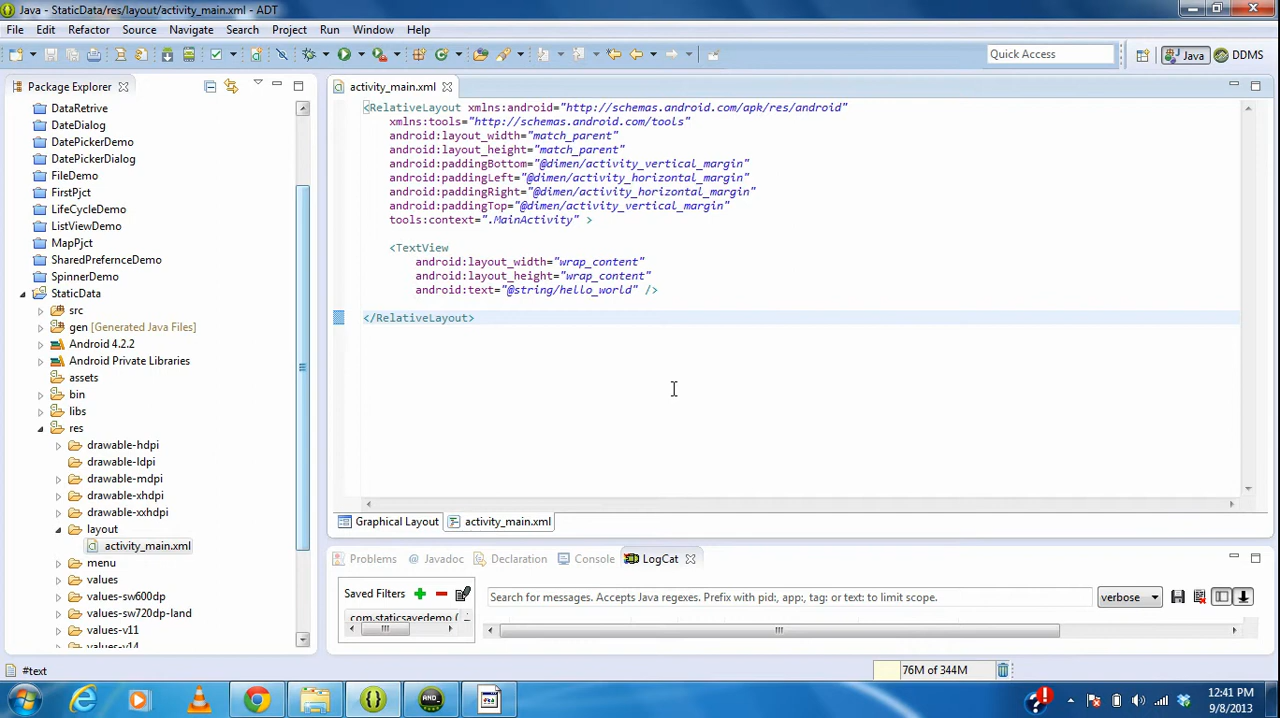 Java - StaticData/res/layout/activity_main.xml - ADT
File Edit Refactor Source Navigate Search Project Run Window Help
Quick Access
Java
DDMS
Package Explorer
DataRetrive
DateDialog
DatePickerDemo
DatePickerDialog
FileDemo
FirstPjct
LifeCycleDemo
ListViewDemo
MapPjct
SharedPrefernceDemo
SpinnerDemo
StaticData
src
gen [Generated Java Files]
Android 4.2.2
Android Private Libraries
assets
bin
libs
res
drawable-hdpi
drawable-ldpi
drawable-mdpi
drawable-xhdpi
drawable-xxhdpi
layout
activity_main.xml
menu
values
values-sw600dp
values-sw720dp-land
values-v11
values-v14
activity_main.xml
<RelativeLayout xmlns:android="http://schemas.android.com/apk/res/android"
xmlns:tools="http://schemas.android.com/tools"
android:layout_width="match_parent"
android:layout_height="match_parent"
android:paddingBottom="@dimen/activity_vertical_margin"
android:paddingLeft="@dimen/activity_horizontal_margin"
android:paddingRight="@dimen/activity_horizontal_margin"
android:paddingTop="@dimen/activity_vertical_margin"
tools:context=".MainActivity" >
<TextView
android:layout_width="wrap_content"
android:layout_height="wrap_content"
android:text="@string/hello_world" />
</RelativeLayout>
Graphical Layout
activity_main.xml
Problems
Javadoc
Declaration
Console
LogCat
Saved Filters
com.staticsavedemo (
Search for messages. Accepts Java regexes. Prefix with pid:, app:, tag: or text: to limit scope.
verbose
#text
76M of 344M
12:41 PM
9/8/2013